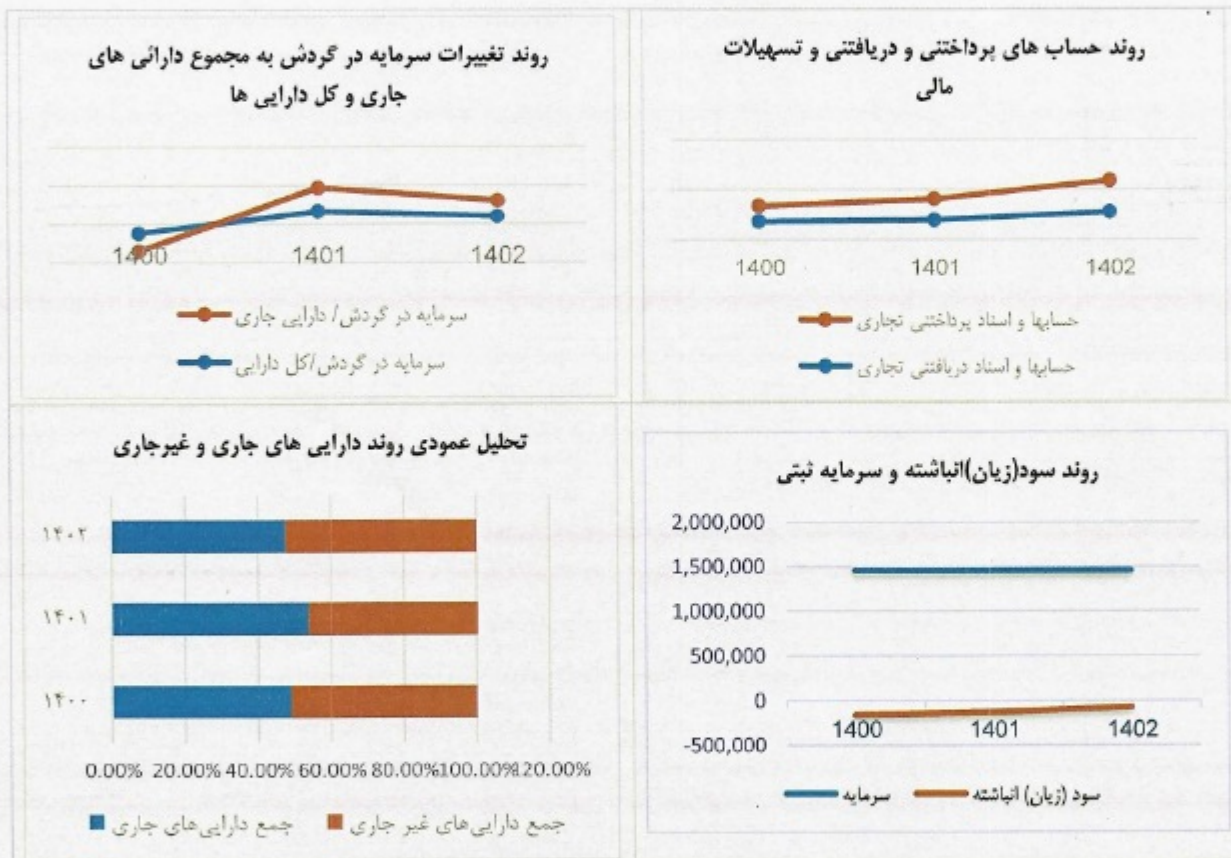 روند حساب های پرداختنی و دریافتنی و تسهیلات
مالی
1400 1401 1402
حسابها و اسناد پرداختنی تجاری
حسابها و اسناد دریافتنی تجاری
روند تغییرات سرمایه در گردش به مجموع دارائی های
جاری و کل دارایی ها
1400 1401 1402
سرمایه در گردش/ دارایی جاری
سرمایه در گردش/کل دارایی
روند سود(زیان)انباشته و سرمایه ثبتی
2,000,000
1,500,000
1,000,000
500,000
0
-500,000
1400 1401 1402
سرمایه
سود (زیان) انباشته
تحلیل عمودی روند دارایی های جاری و غیرجاری
۱۴۰۲
۱۴۰۱
۱۴۰۰
0.00% 20.00% 40.00% 60.00% 80.00% 100.00% 120.00%
جمع دارایی‌های جاری
جمع دارایی‌های غیر جاری